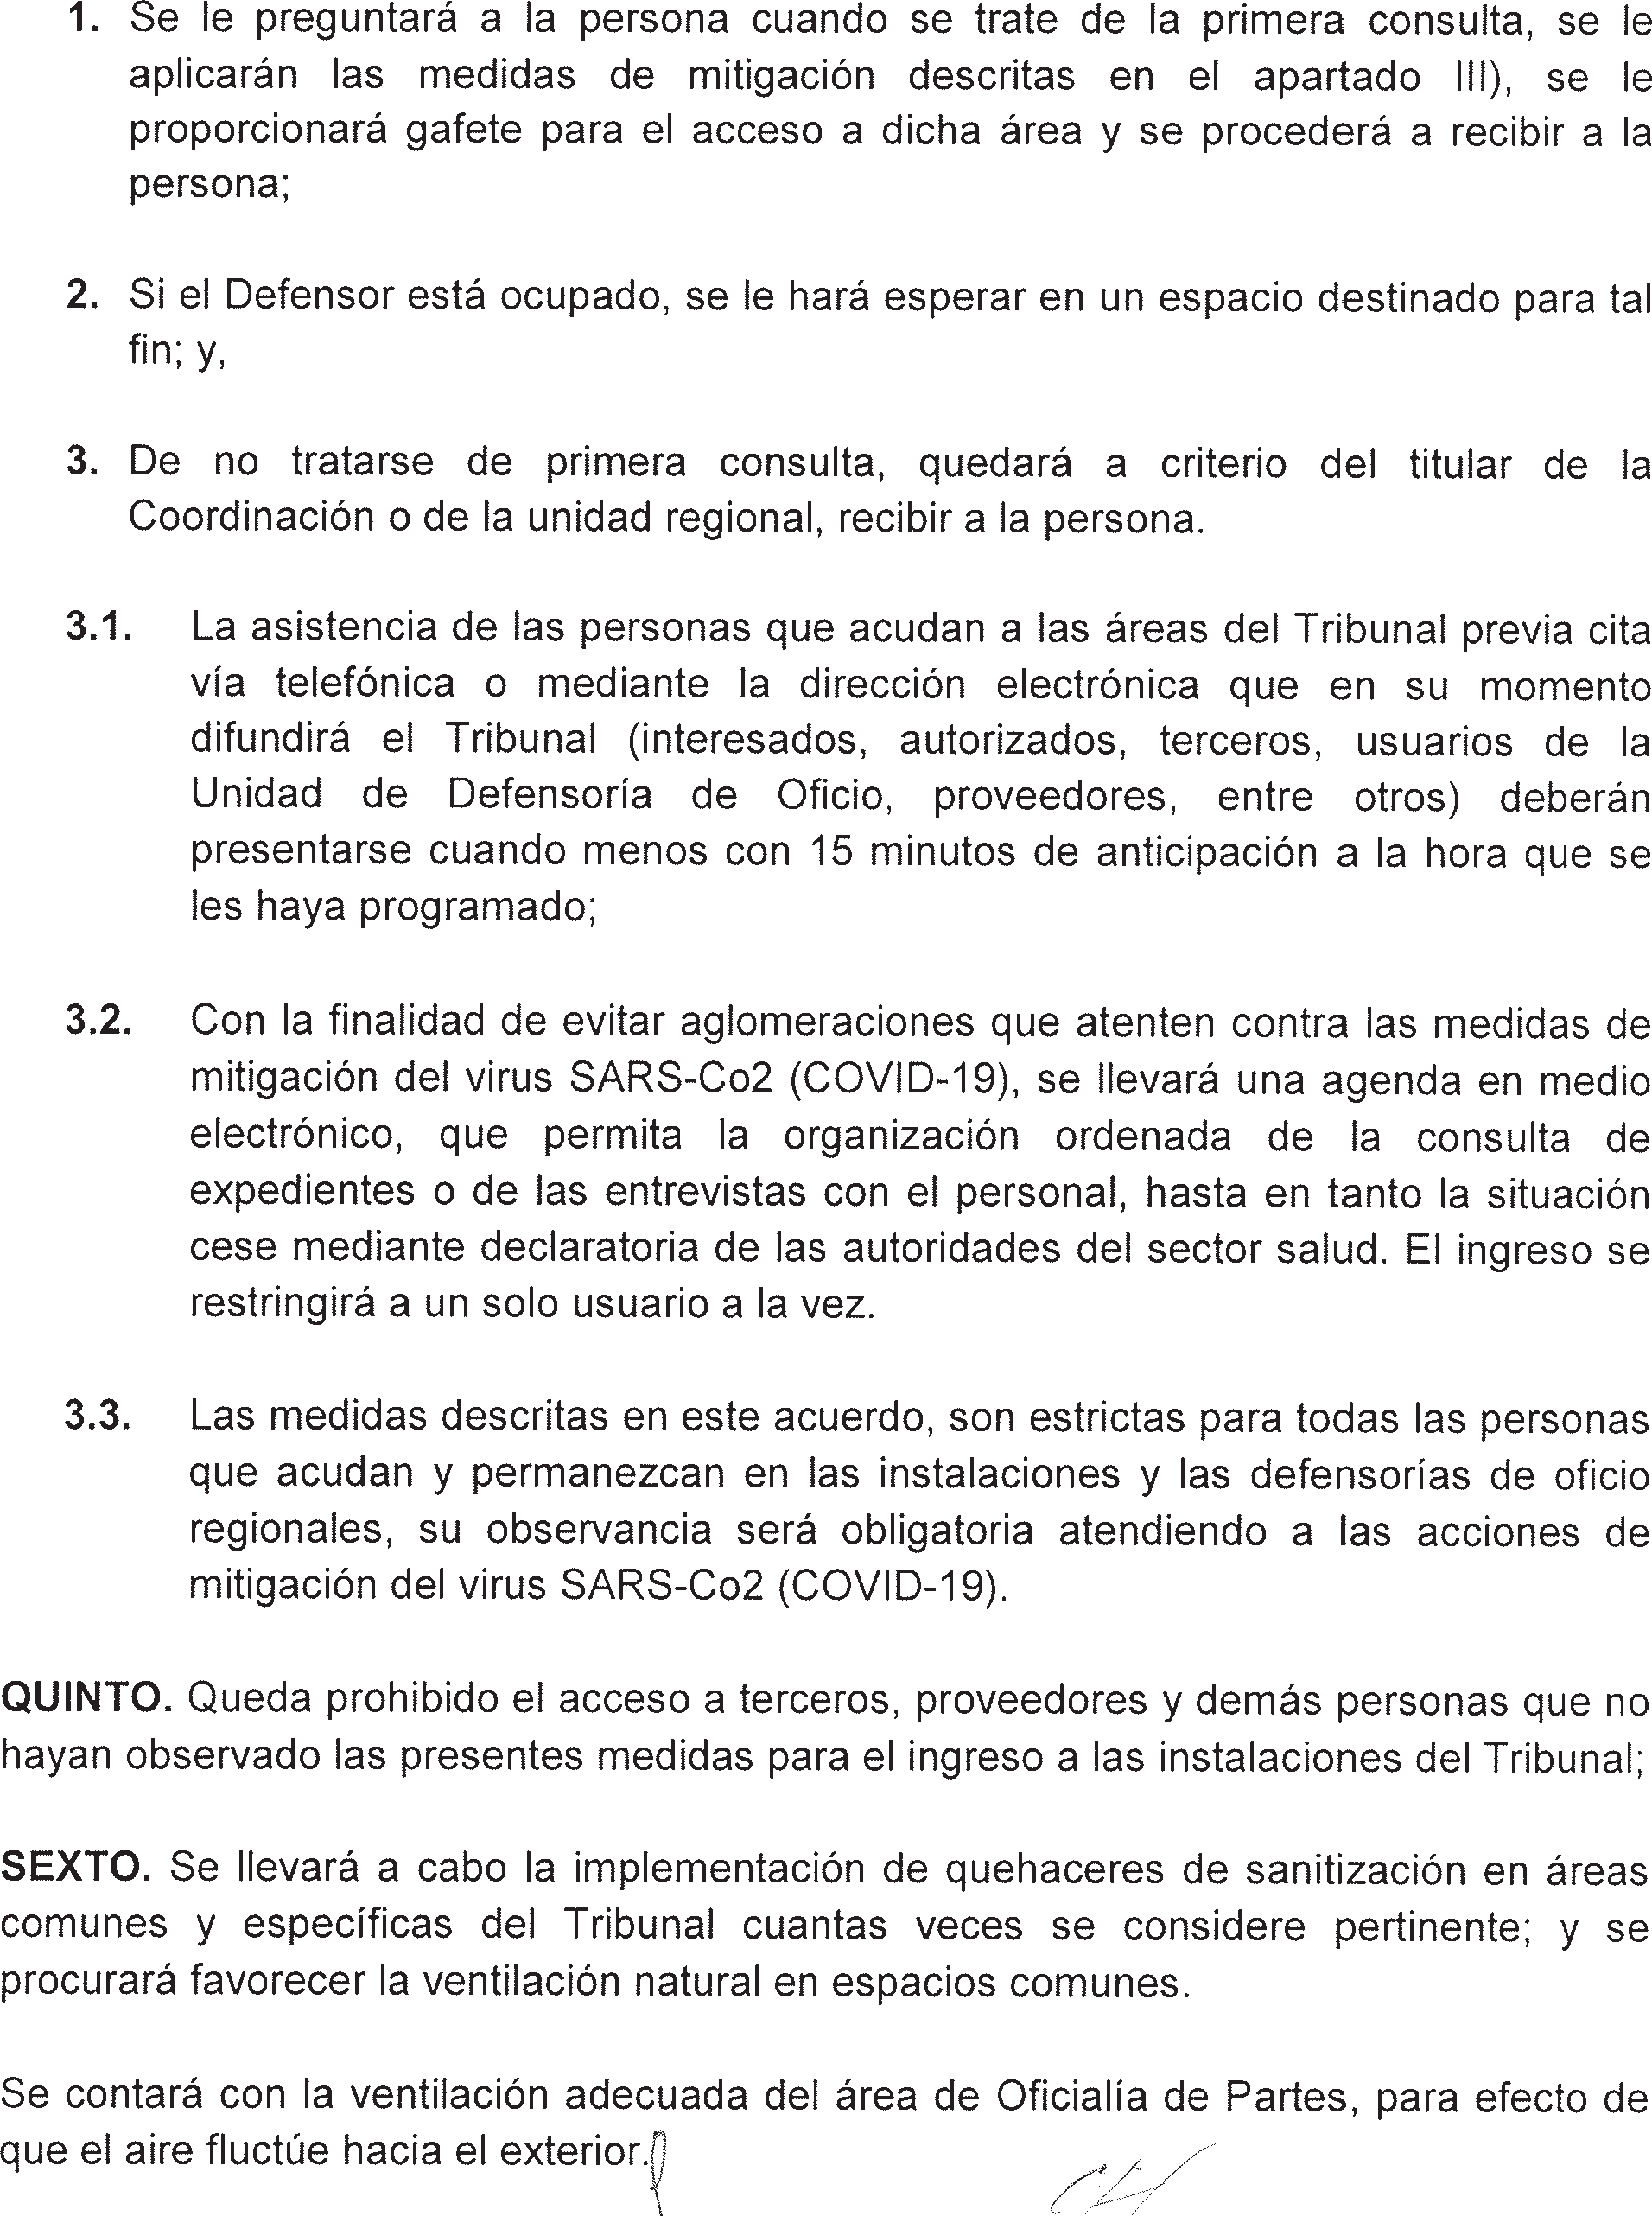 1. Se le preguntará a la persona cuando se trate de la primera consulta, se le
aplicarán las medidas de mitigación descritas en el apartado III), se le
proporcionará gafete para el acceso a dicha área y se procederá a recibir a la
persona;
2. Si el Defensor está ocupado, se le hará esperar en un espacio destinado para tal
fin; y,
3. De no tratarse de primera consulta, quedará a criterio del titular de la
Coordinación o de la unidad regional, recibir a la persona.
3.1. La asistencia de las personas que acudan a las áreas del Tribunal previa cita
vía telefónica o mediante la dirección electrónica que en su momento
difundirá el Tribunal (interesados, autorizados, terceros, usuarios de la
Unidad de Defensoría de Oficio, proveedores, entre otros) deberán
presentarse cuando menos con 15 minutos de anticipación a la hora que se
les haya programado;
3.2. Con la finalidad de evitar aglomeraciones que atenten contra las medidas de
mitigación del virus SARS-Co2 (COVID-19), se llevará una agenda en medio
electrónico, que permita la organización ordenada de la consulta de
expedientes o de las entrevistas con el personal, hasta en tanto la situación
cese mediante declaratoria de las autoridades del sector salud. El ingreso se
restringirá a un solo usuario a la vez.
3.3. Las medidas descritas en este acuerdo, son estrictas para todas las personas
que acudan y permanezcan en las instalaciones y las defensorías de oficio
regionales, su observancia será obligatoria atendiendo a las acciones de
mitigación del virus SARS-Co2 (COVID-19).
QUINTO. Queda prohibido el acceso a terceros, proveedores y demás personas que no
hayan observado las presentes medidas para el ingreso a las instalaciones del Tribunal;
SEXTO. Se llevará a cabo la implementación de quehaceres de sanitización en áreas
comunes y específicas del Tribunal cuantas veces se considere pertinente; y se
procurará favorecer la ventilación natural en espacios comunes.
Se contará con la ventilación adecuada del área de Oficialía de Partes, para efecto de
que el aire fluctúe hacia el exterior.